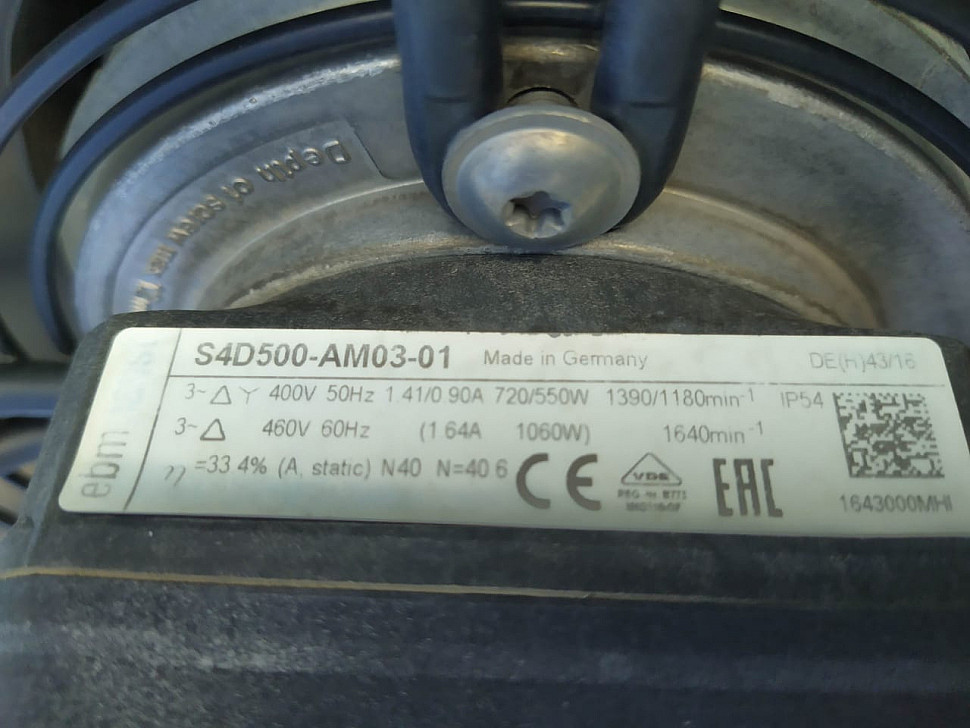 Depth of screw
S4D500-AM03-01 Made in Germany DE(H)43/16
3~ △ Y 400V 50Hz 1 41/0 90A 720/550W 1390/1180min-1 IP54
3~ △ 460V 60Hz (1 64A 1060W) 1640min-1
η =33 4% (A, static) N40 N=40 6 CE VDE EAC
1643000MHI
ebm